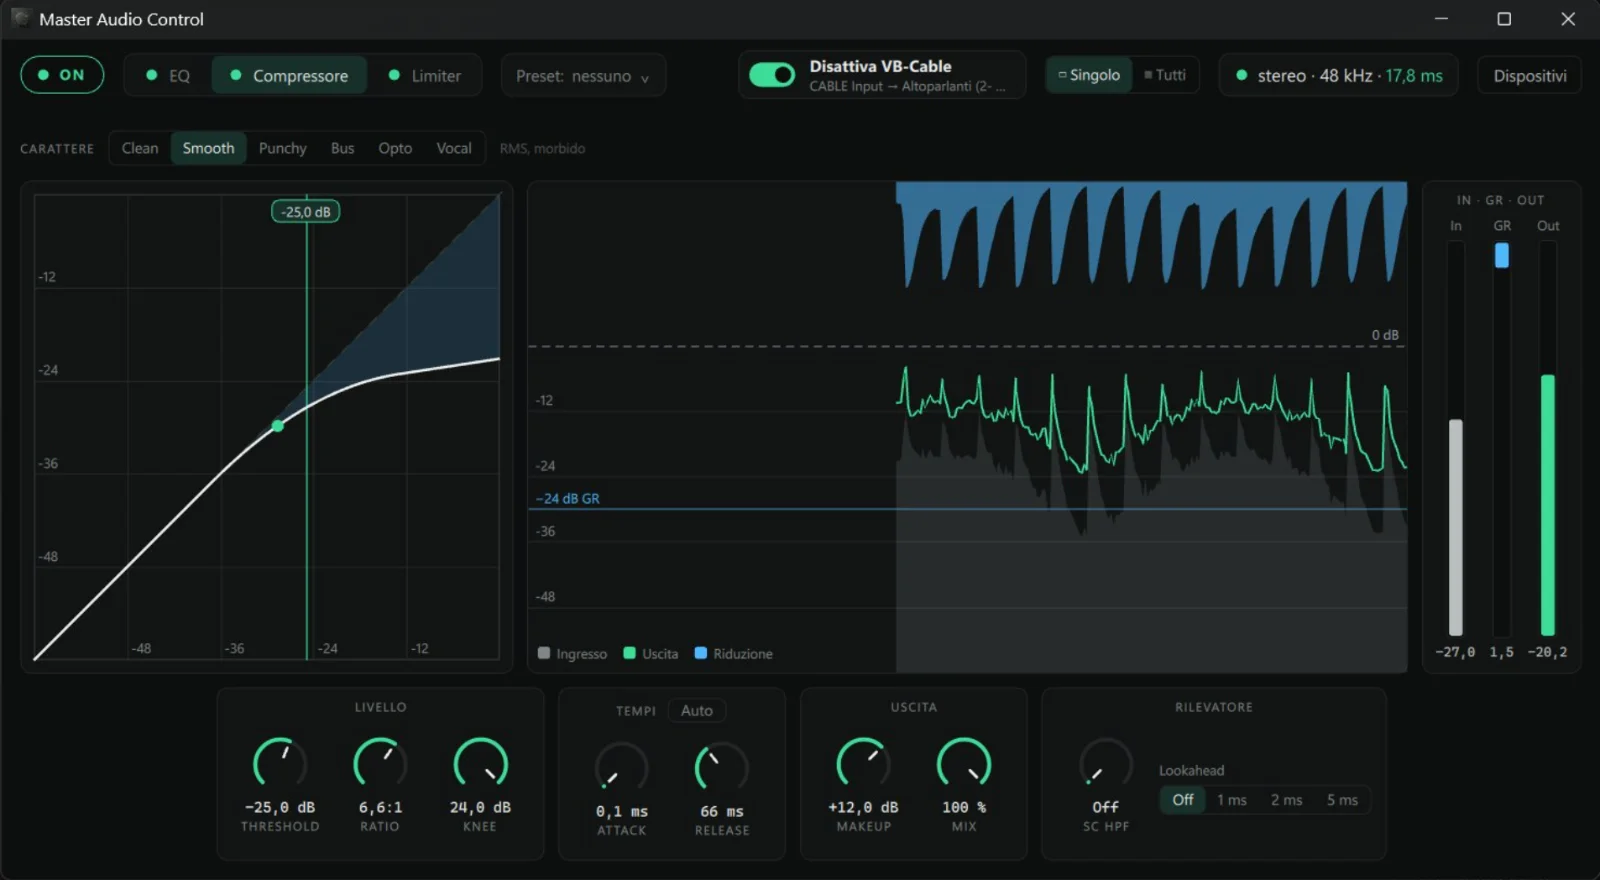 Master Audio Control
ON
EQ
Compressore
Limiter
Preset: nessuno
Disattiva VB-Cable
CABLE Input → Altoparlanti (2- ...
Singolo
Tutti
stereo · 48 kHz · 17,8 ms
Dispositivi
CARATTERE
Clean
Smooth
Punchy
Bus
Opto
Vocal
RMS, morbido
-25,0 dB
-12
-24
-36
-48
-48
-36
-24
-12
0 dB
-12
-24
−24 dB GR
-36
-48
Ingresso
Uscita
Riduzione
IN · GR · OUT
In
GR
Out
−27,0
1,5
−20,2
LIVELLO
−25,0 dB
THRESHOLD
6,6:1
RATIO
24,0 dB
KNEE
TEMPI
Auto
0,1 ms
ATTACK
66 ms
RELEASE
USCITA
+12,0 dB
MAKEUP
100 %
MIX
RILEVATORE
Off
SC HPF
Lookahead
Off
1 ms
2 ms
5 ms